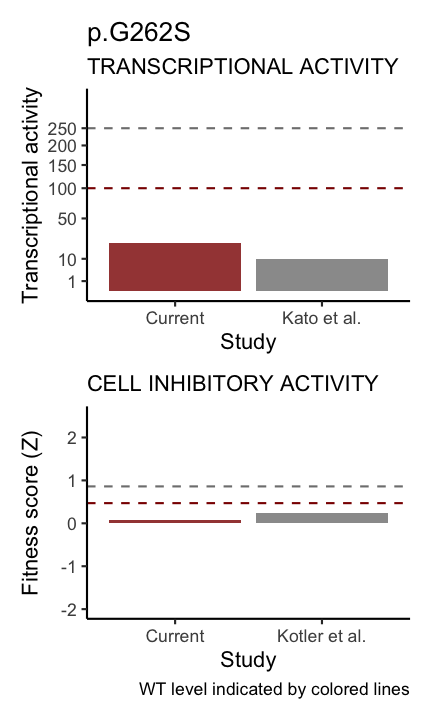 p.G262S
TRANSCRIPTIONAL ACTIVITY
Transcriptional activity
250
200
150
100
50
10
1
Current
Kato et al.
Study
CELL INHIBITORY ACTIVITY
Fitness score (Z)
2
1
0
-1
-2
Current
Kotler et al.
Study
WT level indicated by colored lines